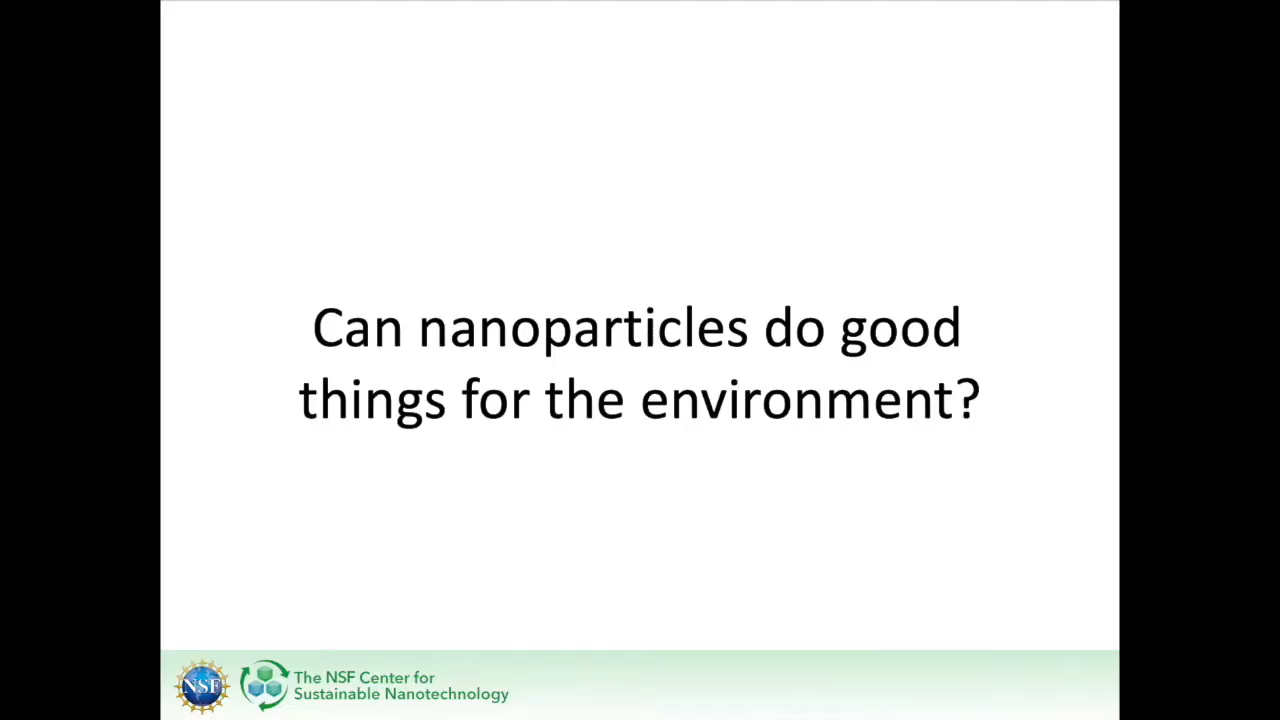 Can nanoparticles do good
things for the environment?
NSF
The NSF Center for
Sustainable Nanotechnology